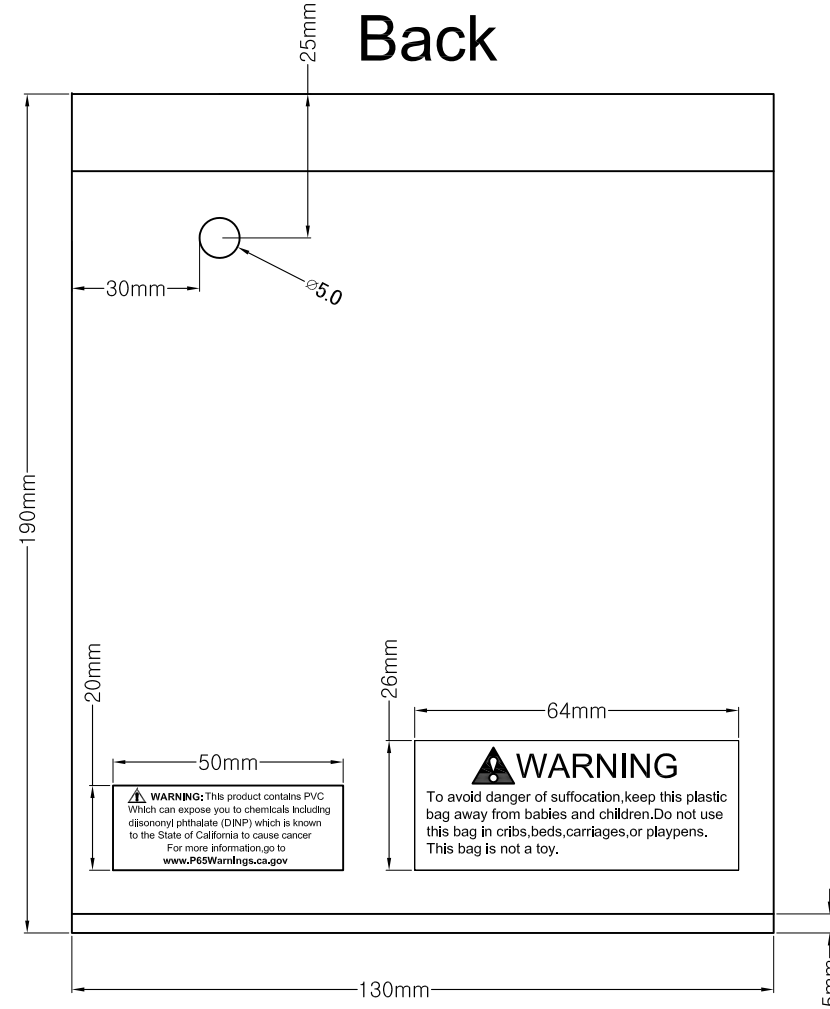 Back
25mm
30mm
⌀5.0
190mm
20mm
50mm
26mm
64mm
WARNING: This product contains PVC
Which can expose you to chemicals including
diisononyl phthalate (DINP) which is known
to the State of California to cause cancer
For more information,go to
www.P65Warnings.ca.gov
WARNING
To avoid danger of suffocation,keep this plastic
bag away from babies and children.Do not use
this bag in cribs,beds,carriages,or playpens.
This bag is not a toy.
130mm
5mm